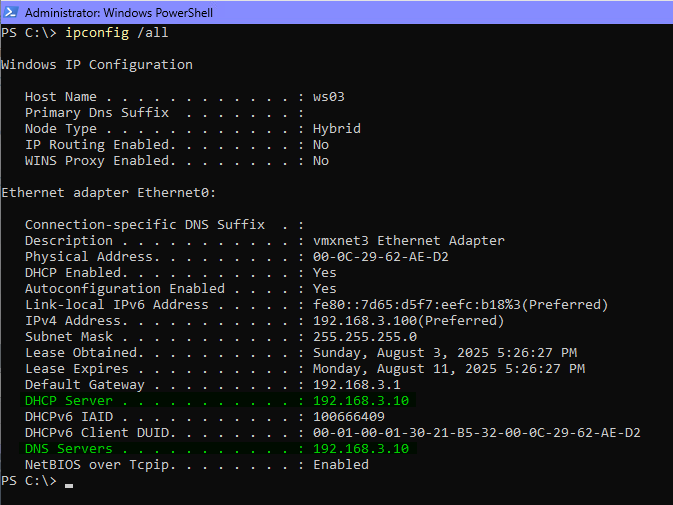 Administrator: Windows PowerShell
PS C:\> ipconfig /all
Windows IP Configuration
Host Name . . . . . . . . . . . . : ws03
Primary Dns Suffix  . . . . . . . :
Node Type . . . . . . . . . . . . : Hybrid
IP Routing Enabled. . . . . . . . : No
WINS Proxy Enabled. . . . . . . . : No
Ethernet adapter Ethernet0:
Connection-specific DNS Suffix  . :
Description . . . . . . . . . . . : vmxnet3 Ethernet Adapter
Physical Address. . . . . . . . . : 00-0C-29-62-AE-D2
DHCP Enabled. . . . . . . . . . . : Yes
Autoconfiguration Enabled . . . . : Yes
Link-local IPv6 Address . . . . . : fe80::7d65:d5f7:eefc:b18%3(Preferred)
IPv4 Address. . . . . . . . . . . : 192.168.3.100(Preferred)
Subnet Mask . . . . . . . . . . . : 255.255.255.0
Lease Obtained. . . . . . . . . . : Sunday, August 3, 2025 5:26:27 PM
Lease Expires . . . . . . . . . . : Monday, August 11, 2025 5:26:27 PM
Default Gateway . . . . . . . . . : 192.168.3.1
DHCP Server . . . . . . . . . . . : 192.168.3.10
DHCPv6 IAID . . . . . . . . . . . : 100666409
DHCPv6 Client DUID. . . . . . . . : 00-01-00-01-30-21-B5-32-00-0C-29-62-AE-D2
DNS Servers . . . . . . . . . . . : 192.168.3.10
NetBIOS over Tcpip. . . . . . . . : Enabled
PS C:\>